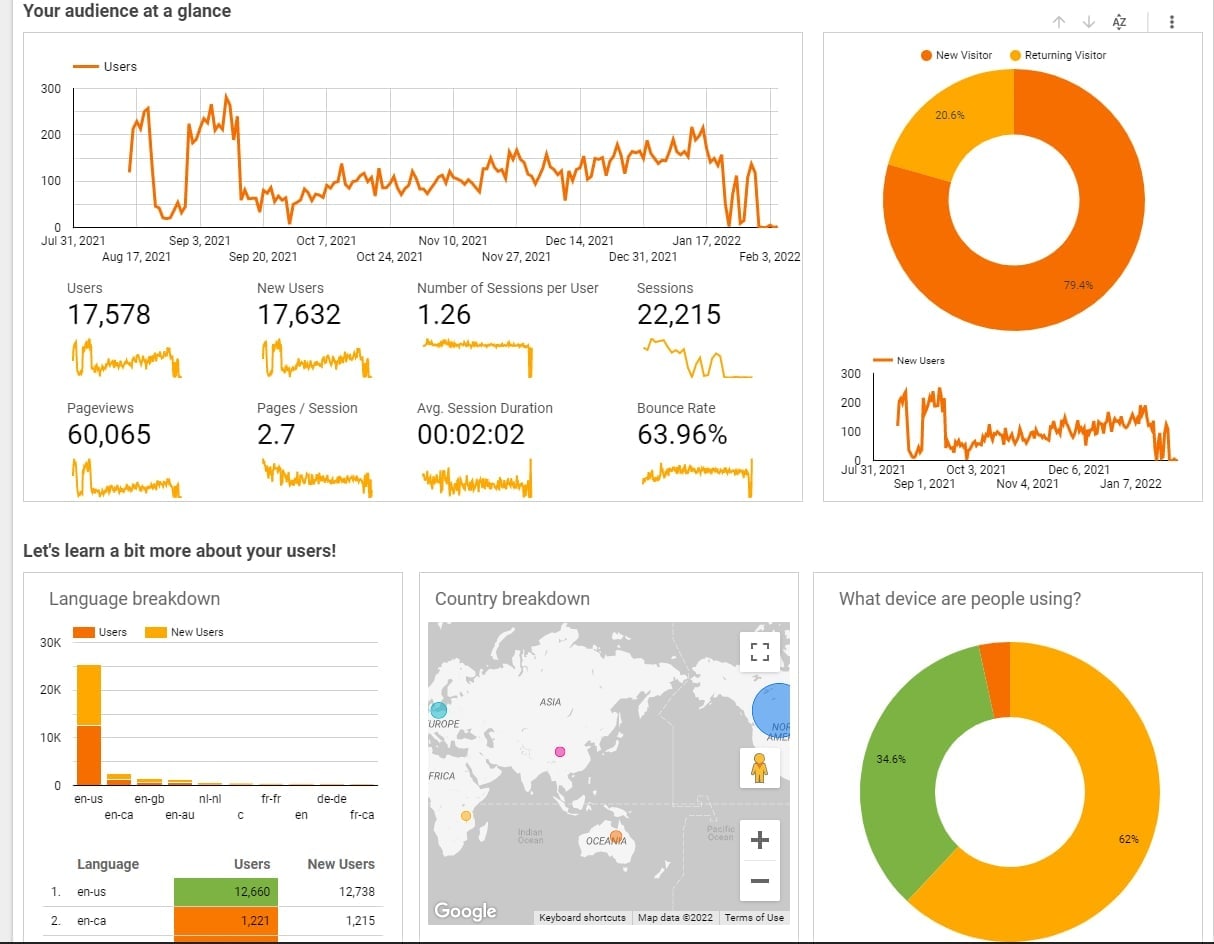 Your audience at a glance
AZ
Users
300
200
100
0
Jul 31, 2021 Sep 3, 2021 Oct 7, 2021 Nov 10, 2021 Dec 14, 2021 Jan 17, 2022
Aug 17, 2021 Sep 20, 2021 Oct 24, 2021 Nov 27, 2021 Dec 31, 2021 Feb 3, 2022
Users New Users Number of Sessions per User Sessions
17,578 17,632 1.26 22,215
Pageviews Pages / Session Avg. Session Duration Bounce Rate
60,065 2.7 00:02:02 63.96%
New Visitor Returning Visitor
20.6%
79.4%
New Users
300
200
100
0
Jul 31, 2021 Oct 3, 2021 Dec 6, 2021
Sep 1, 2021 Nov 4, 2021 Jan 7, 2022
Let's learn a bit more about your users!
Language breakdown
Users New Users
30K
20K
10K
0
en-us en-gb nl-nl fr-fr de-de
en-ca en-au c en fr-ca
Language Users New Users
1. en-us 12,660 12,738
2. en-ca 1,221 1,215
Country breakdown
ASIA
UROPE
NOR
AMEI
FRICA
Indian
Ocean
OCEANIA
Pacific
Ocean
Google
Keyboard shortcuts Map data ©2022 Terms of Use
What device are people using?
34.6%
62%